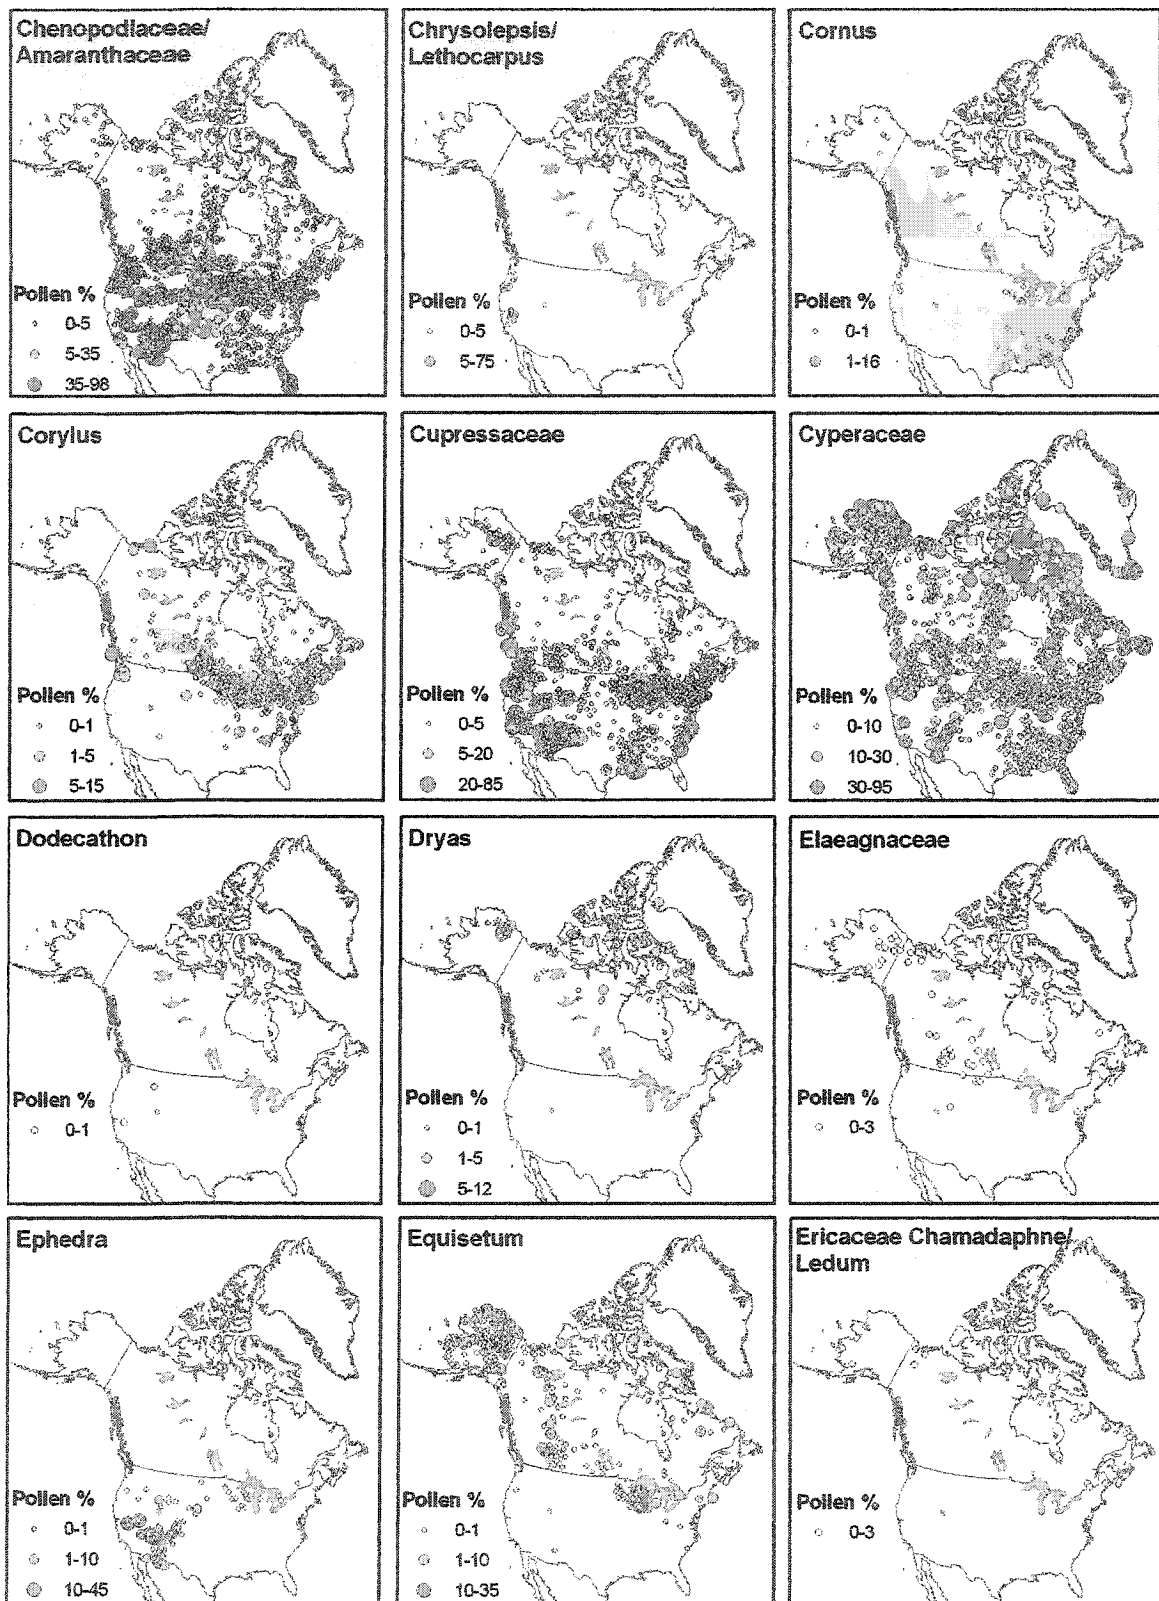 Chenopodiaceae/
Amaranthaceae
Pollen %
0-5
5-35
35-98
Chrysolepsis/
Lethocarpus
Pollen %
0-5
5-75
Cornus
Pollen %
0-1
1-16
Corylus
Pollen %
0-1
1-5
5-15
Cupressaceae
Pollen %
0-5
5-20
20-85
Cyperaceae
Pollen %
0-10
10-30
30-95
Dodecathon
Pollen %
0-1
Dryas
Pollen %
0-1
1-5
5-12
Elaeagnaceae
Pollen %
0-3
Ephedra
Pollen %
0-1
1-10
10-45
Equisetum
Pollen %
0-1
1-10
10-35
Ericaceae Chamadaphne/
Ledum
Pollen %
0-3